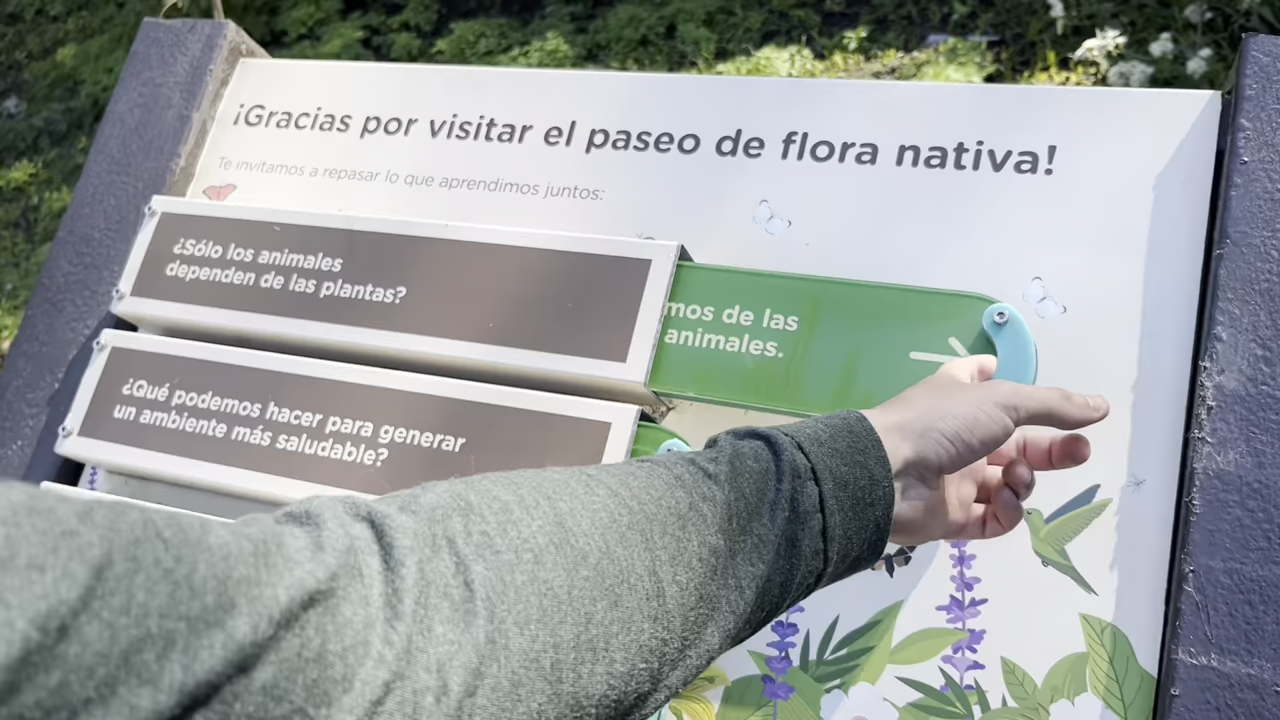 ¡Gracias por visitar el paseo de flora nativa!
Te invitamos a repasar lo que aprendimos juntos:
¿Sólo los animales
dependen de las plantas?
mos de las
animales.
¿Qué podemos hacer para generar
un ambiente más saludable?